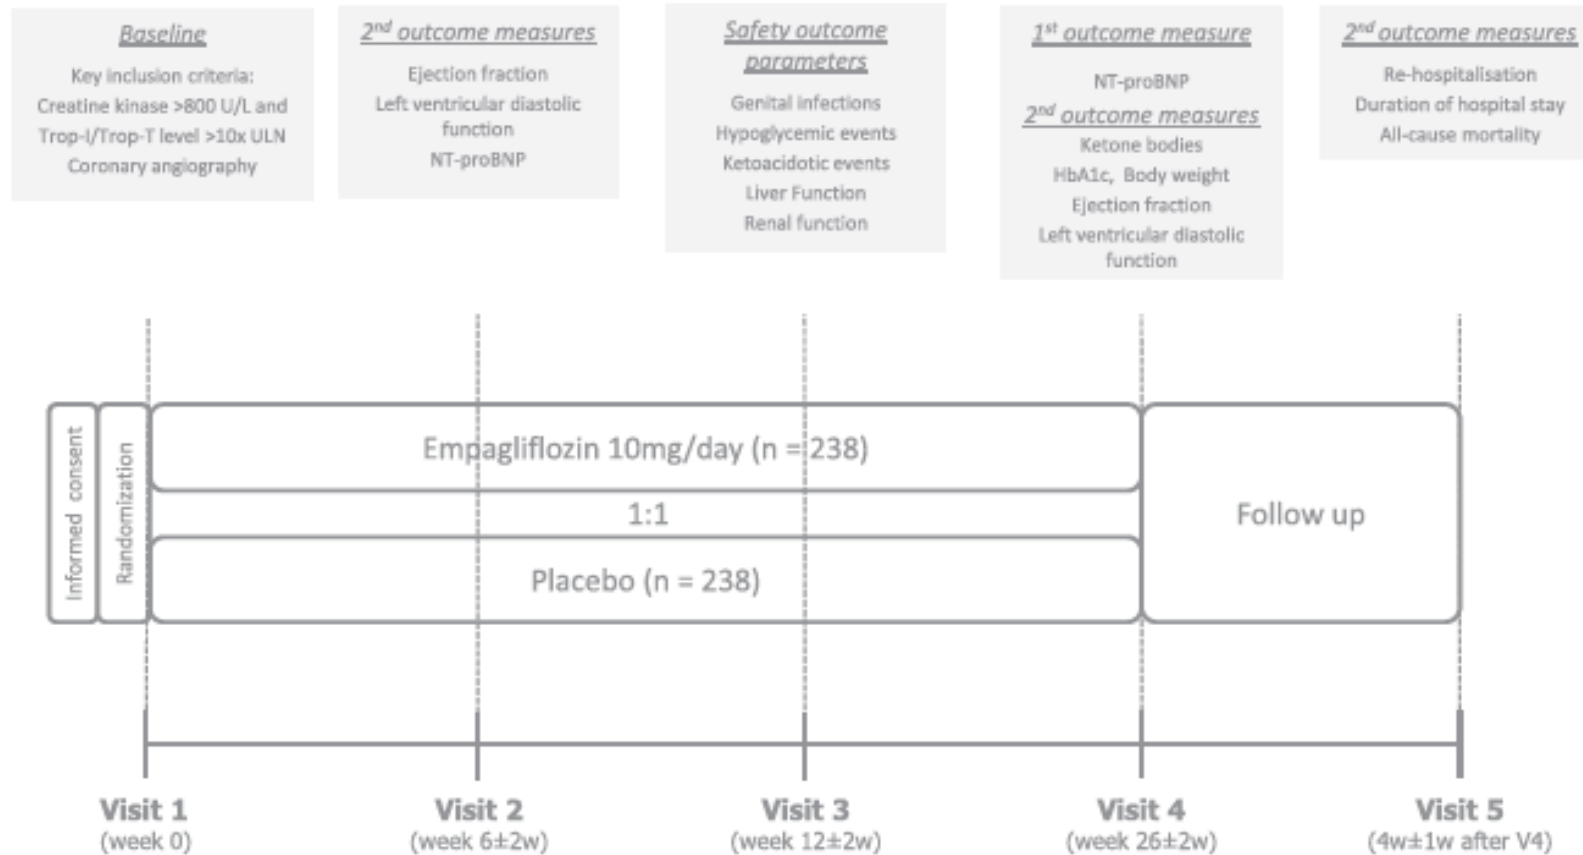 Baseline
Key inclusion criteria:
Creatine kinase >800 U/L and
Trop-I/Trop-T level >10x ULN
Coronary angiography
2nd outcome measures
Ejection fraction
Left ventricular diastolic
function
NT-proBNP
Safety outcome
parameters
Genital infections
Hypoglycemic events
Ketoacidotic events
Liver Function
Renal function
1st outcome measure
NT-proBNP
2nd outcome measures
Ketone bodies
HbA1c, Body weight
Ejection fraction
Left ventricular diastolic
function
2nd outcome measures
Re-hospitalisation
Duration of hospital stay
All-cause mortality
Informed consent
Randomization
Empagliflozin 10mg/day (n = 238)
1:1
Placebo (n = 238)
Follow up
Visit 1
(week 0)
Visit 2
(week 6±2w)
Visit 3
(week 12±2w)
Visit 4
(week 26±2w)
Visit 5
(4w±1w after V4)